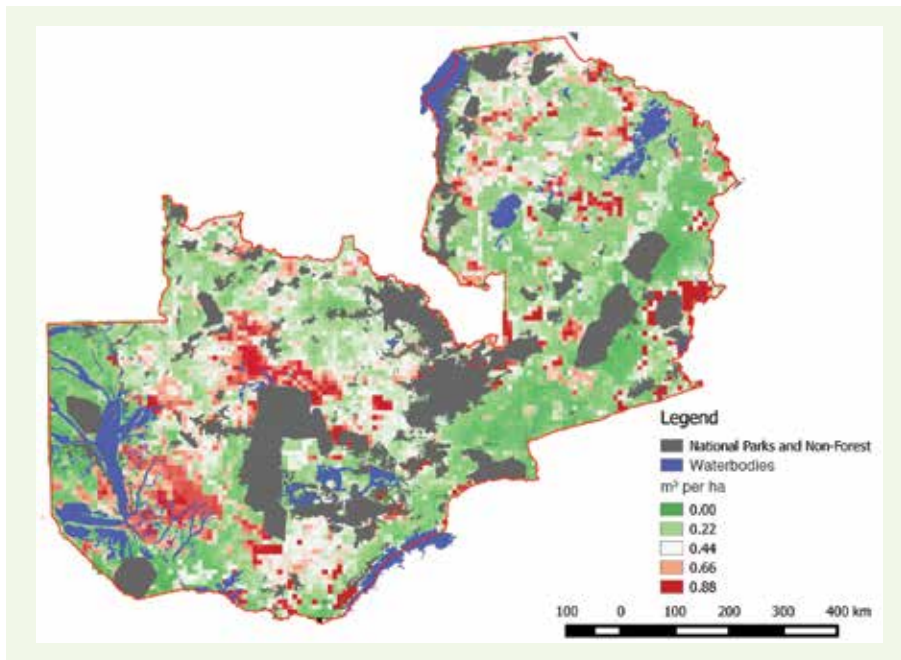 Legend
National Parks and Non-Forest
Waterbodies
m³ per ha
0.00
0.22
0.44
0.66
0.88
100 0 100 200 300 400 km